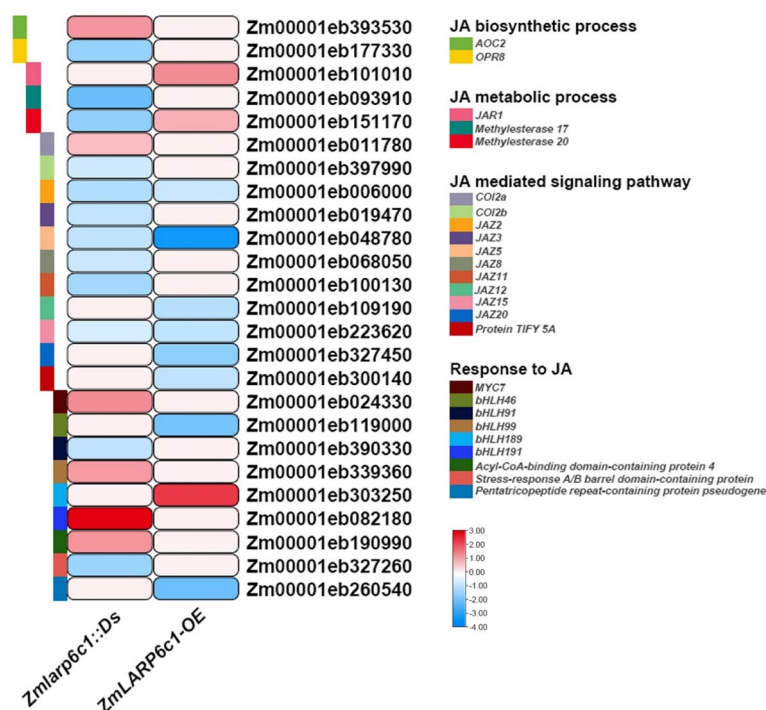 Zm00001eb393530
Zm00001eb177330
Zm00001eb101010
Zm00001eb093910
Zm00001eb151170
Zm00001eb011780
Zm00001eb397990
Zm00001eb006000
Zm00001eb019470
Zm00001eb048780
Zm00001eb068050
Zm00001eb100130
Zm00001eb109190
Zm00001eb223620
Zm00001eb327450
Zm00001eb300140
Zm00001eb024330
Zm00001eb119000
Zm00001eb390330
Zm00001eb339360
Zm00001eb303250
Zm00001eb082180
Zm00001eb190990
Zm00001eb327260
Zm00001eb260540
Zmlarp6c1::Ds
ZmLARP6c1-OE
JA biosynthetic process
AOC2
OPR8
JA metabolic process
JAR1
Methylesterase 17
Methylesterase 20
JA mediated signaling pathway
COI2a
COI2b
JAZ2
JAZ3
JAZ5
JAZ8
JAZ11
JAZ12
JAZ15
JAZ20
Protein TIFY 5A
Response to JA
MYC7
bHLH46
bHLH91
bHLH99
bHLH189
bHLH191
Acyl-CoA-binding domain-containing protein 4
Stress-response A/B barrel domain-containing protein
Pentatricopeptide repeat-containing protein pseudogene
3.00
2.00
1.00
0.00
-1.00
-2.00
-3.00
-4.00